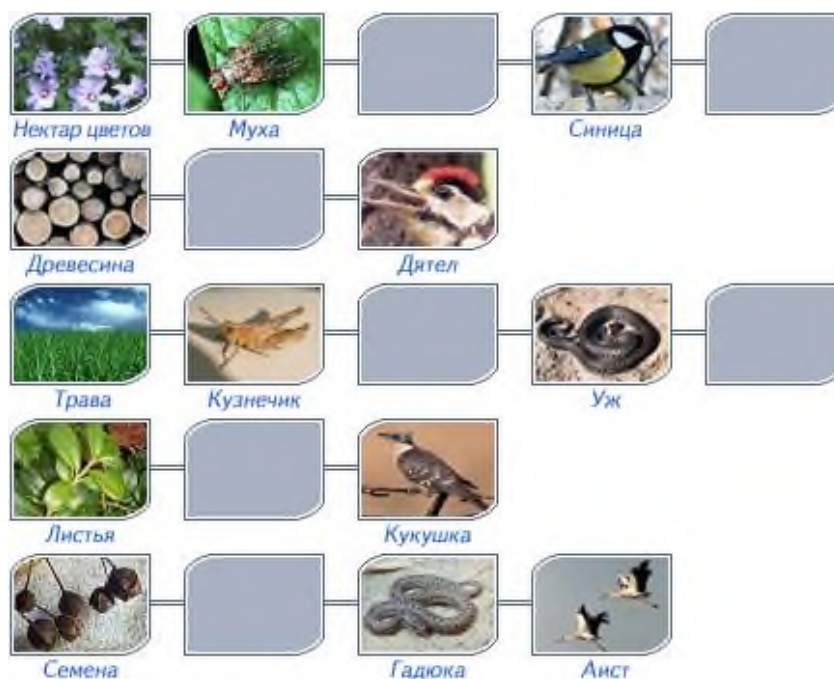 Нектар цветов Муха Синица
Древесина Дятел
Трава Кузнечик Уж
Листья Кукушка
Семена Гадюка Аист